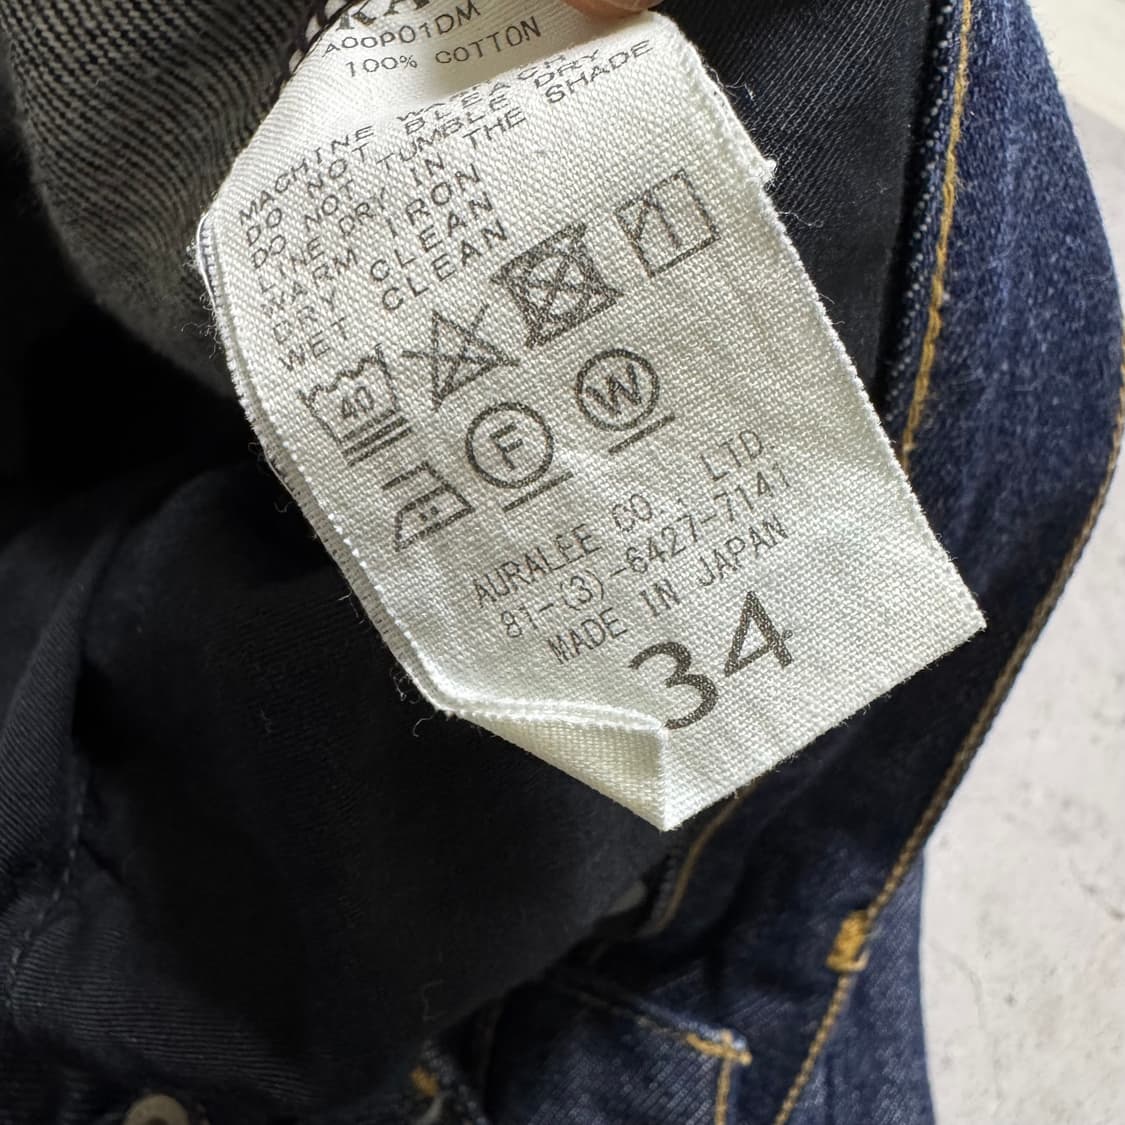 A00P01DM
100% COTTON
MACHINE WASH
DO NOT BLEACH
DO NOT TUMBLE DRY
LINE DRY IN THE SHADE
WARM IRON
DRY CLEAN
WET CLEAN
40
F W
AURALEE CO., LTD.
81-(3)-6427-7141
MADE IN JAPAN
34